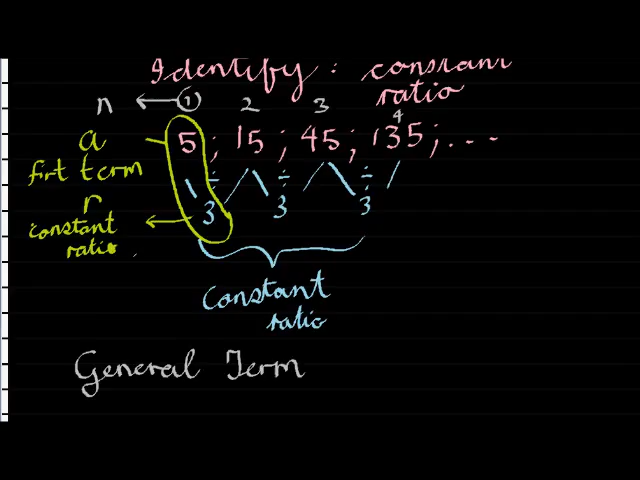 Identify : constant
ratio
n ← ① 2 3 4
a 5 ; 15 ; 45 ; 135 ; ...
firt term ÷ ÷ ÷
r 3 3 3
constant
ratio
Constant
ratio
General Term